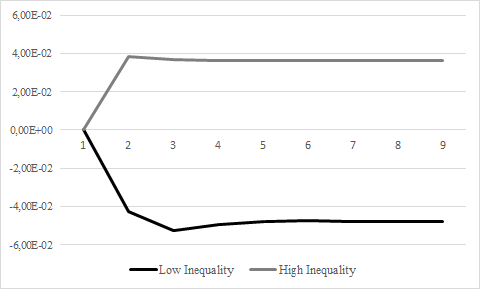 6,00E-02
4,00E-02
2,00E-02
0,00E+00
1 2 3 4 5 6 7 8 9
-2,00E-02
-4,00E-02
-6,00E-02
Low Inequality High Inequality